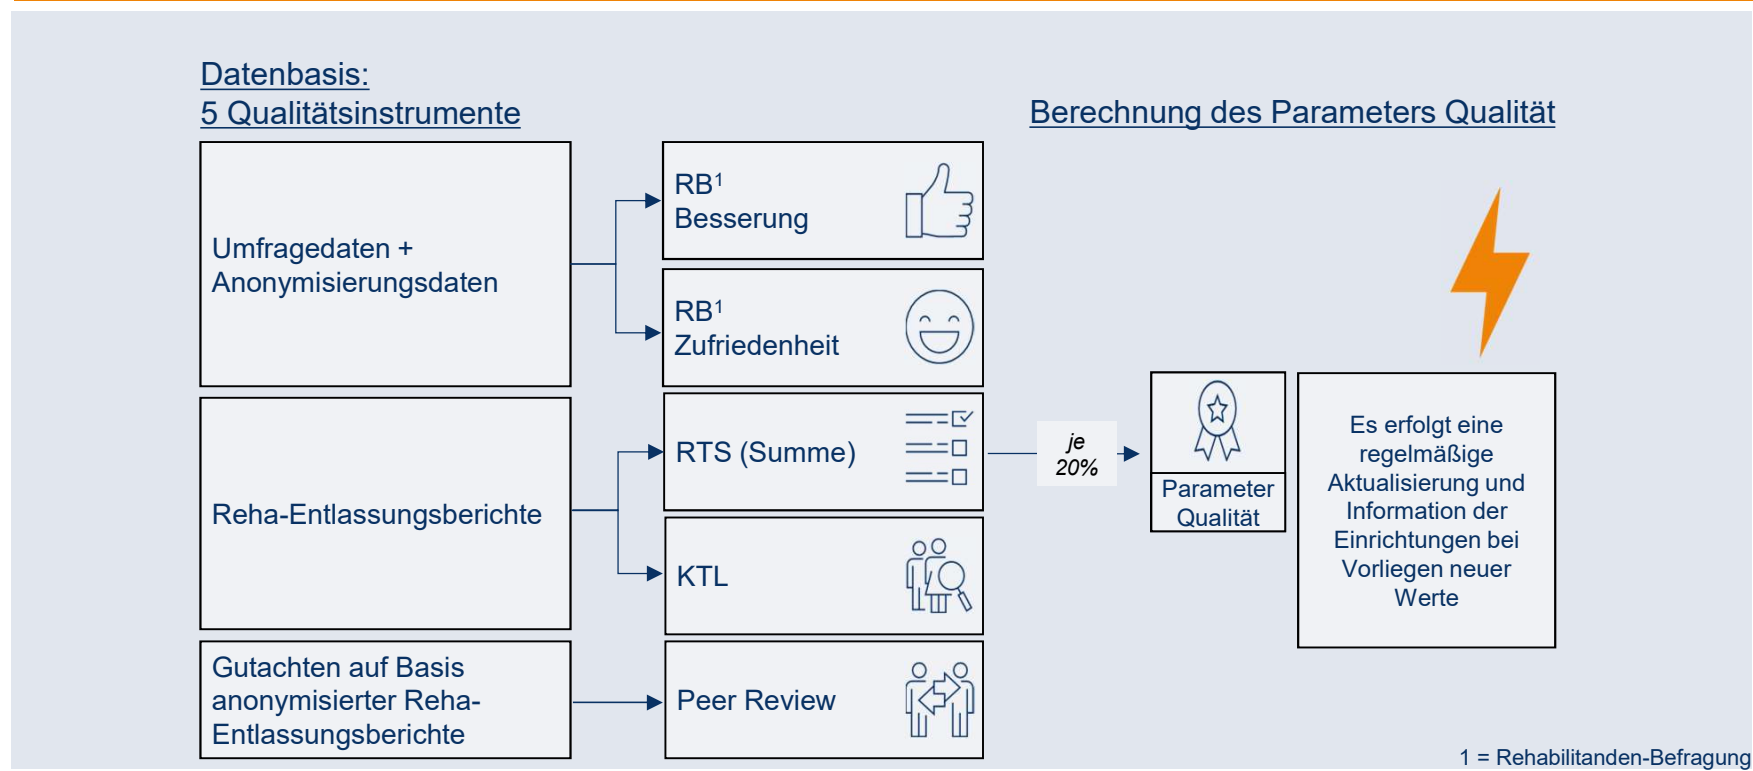 Datenbasis:
5 Qualitätsinstrumente
Berechnung des Parameters Qualität
Umfragedaten +
Anonymisierungsdaten
RB¹
Besserung
RB¹
Zufriedenheit
Reha-Entlassungsberichte
RTS (Summe)
KTL
Gutachten auf Basis
anonymisierter Reha-
Entlassungsberichte
Peer Review
je
20%
Parameter
Qualität
Es erfolgt eine
regelmäßige
Aktualisierung und
Information der
Einrichtungen bei
Vorliegen neuer
Werte
1 = Rehabilitanden-Befragung